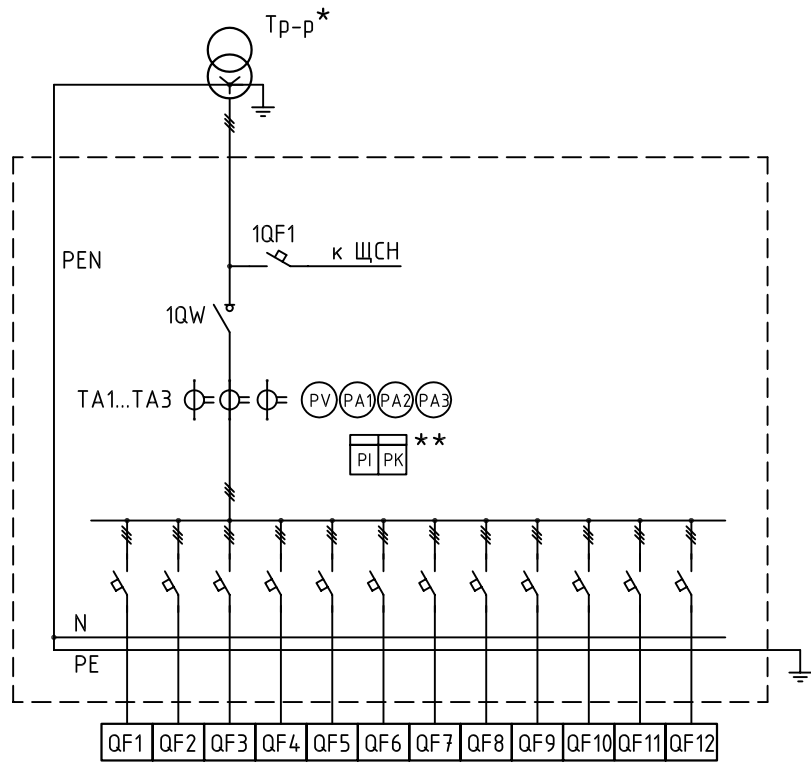 Тр-р*
1QF1
к ЩСН
PEN
1QW
TA1...TA3 PV PA1 PA2 PA3
PI PK **
N
PE
QF1 QF2 QF3 QF4 QF5 QF6 QF7 QF8 QF9 QF10 QF11 QF12